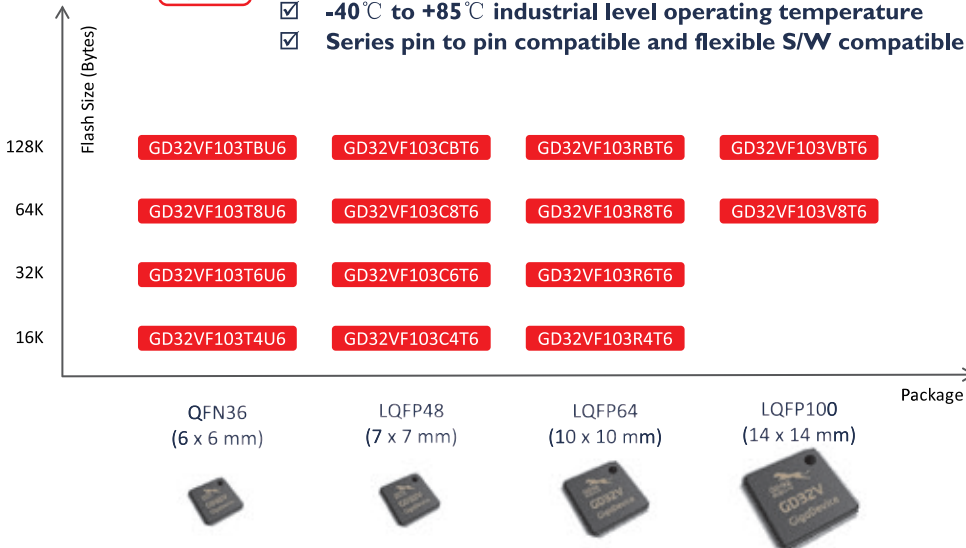 ☑ -40℃ to +85℃ industrial level operating temperature
☑ Series pin to pin compatible and flexible S/W compatible
Flash Size (Bytes)
128K GD32VF103TBU6 GD32VF103CBT6 GD32VF103RBT6 GD32VF103VBT6
64K GD32VF103T8U6 GD32VF103C8T6 GD32VF103R8T6 GD32VF103V8T6
32K GD32VF103T6U6 GD32VF103C6T6 GD32VF103R6T6
16K GD32VF103T4U6 GD32VF103C4T6 GD32VF103R4T6
Package
QFN36 LQFP48 LQFP64 LQFP100
(6 x 6 mm) (7 x 7 mm) (10 x 10 mm) (14 x 14 mm)
GD32V GD32V
GigaDevice GigaDevice